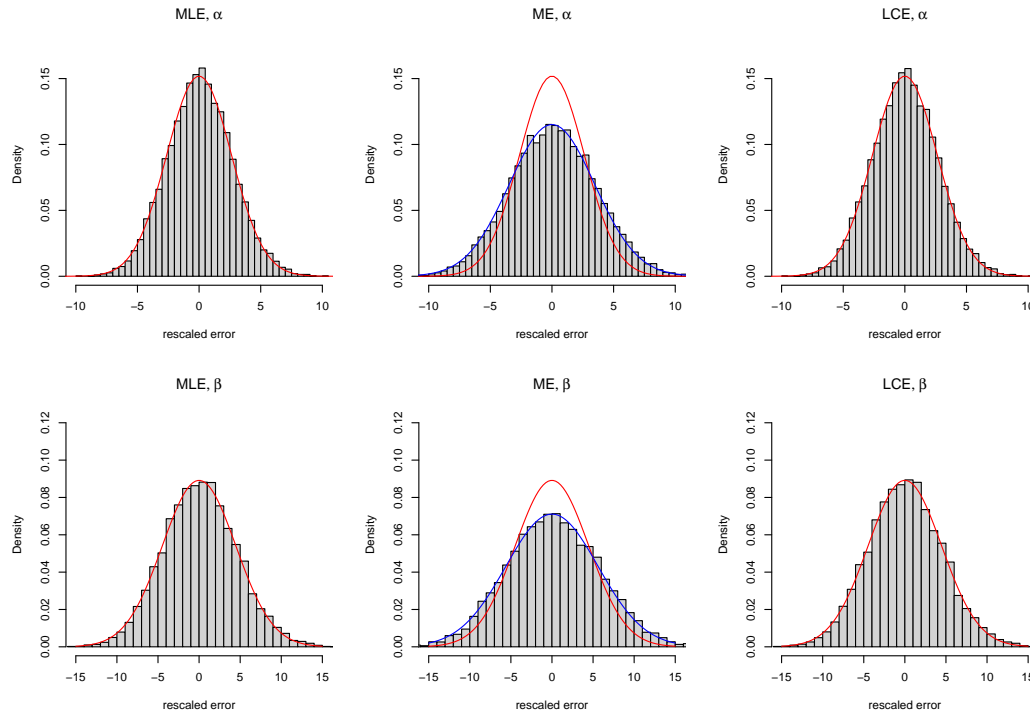 MLE, α
Density
0.00 0.05 0.10 0.15
−10 −5 0 5 10
rescaled error
ME, α
Density
0.00 0.05 0.10 0.15
−10 −5 0 5 10
rescaled error
LCE, α
Density
0.00 0.05 0.10 0.15
−10 −5 0 5 10
rescaled error
MLE, β
Density
0.00 0.02 0.04 0.06 0.08 0.10 0.12
−15 −10 −5 0 5 10 15
rescaled error
ME, β
Density
0.00 0.02 0.04 0.06 0.08 0.10 0.12
−15 −10 −5 0 5 10 15
rescaled error
LCE, β
Density
0.00 0.02 0.04 0.06 0.08 0.10 0.12
−15 −10 −5 0 5 10 15
rescaled error